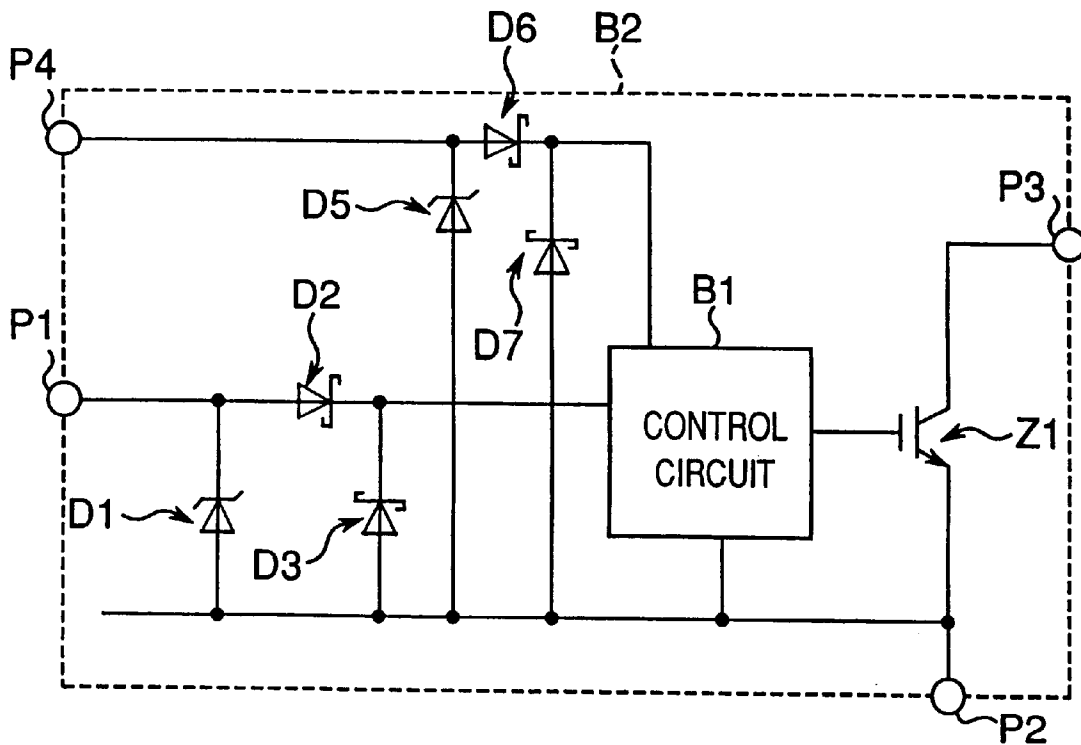 D6
B2
P4
D5
P3
D2
B1
P1
D7
CONTROL
CIRCUIT
Z1
D1
D3
P2